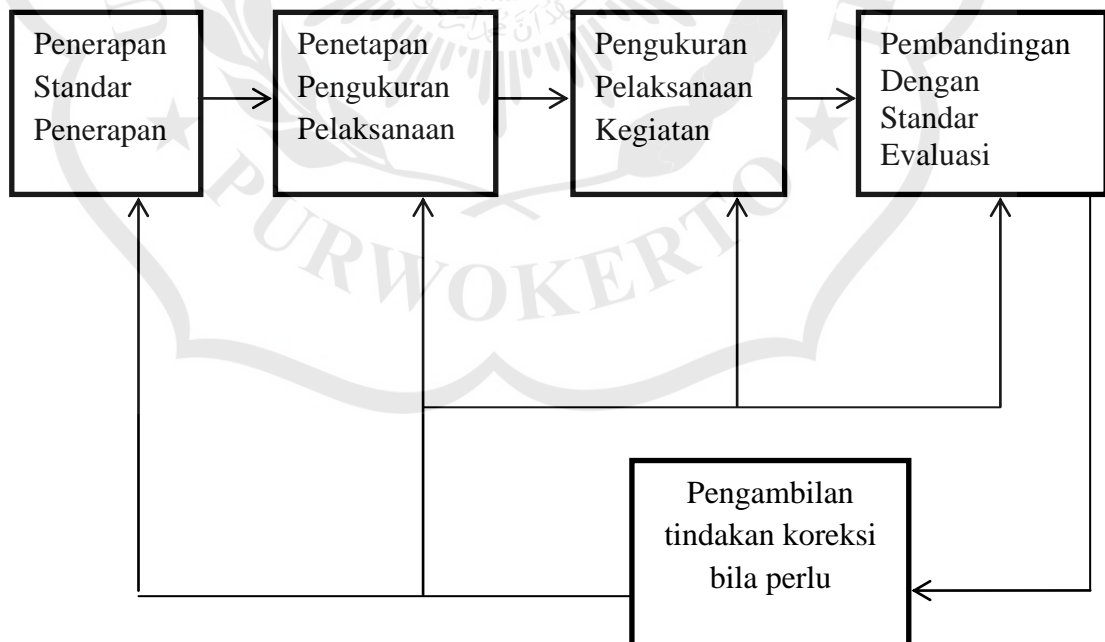 Penerapan
Standar
Penerapan
Penetapan
Pengukuran
Pelaksanaan
Pengukuran
Pelaksanaan
Kegiatan
Pembandingan
Dengan
Standar
Evaluasi
PURWOKERTO
Pengambilan
tindakan koreksi
bila perlu